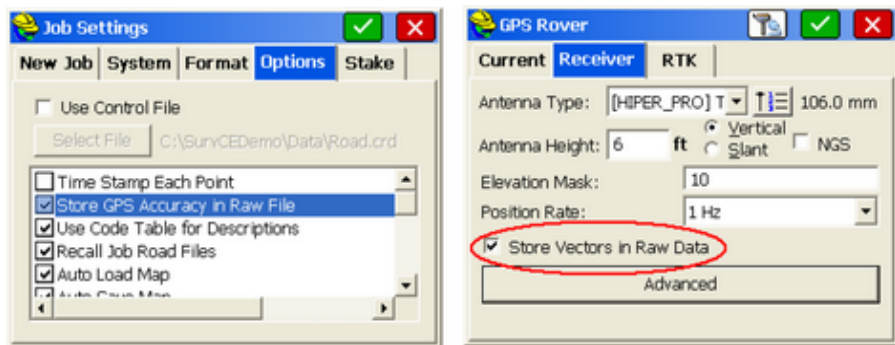 Job Settings
New Job System Format Options Stake
Use Control File
Select File C:\SurvCEDemo\Data\Road.crd
Time Stamp Each Point
Store GPS Accuracy in Raw File
Use Code Table for Descriptions
Recall Job Road Files
Auto Load Map
Auto Save Map
GPS Rover
Current Receiver RTK
Antenna Type: [HIPER_PRO] T 106.0 mm
Antenna Height: 6 ft Vertical Slant NGS
Elevation Mask: 10
Position Rate: 1 Hz
Store Vectors in Raw Data
Advanced